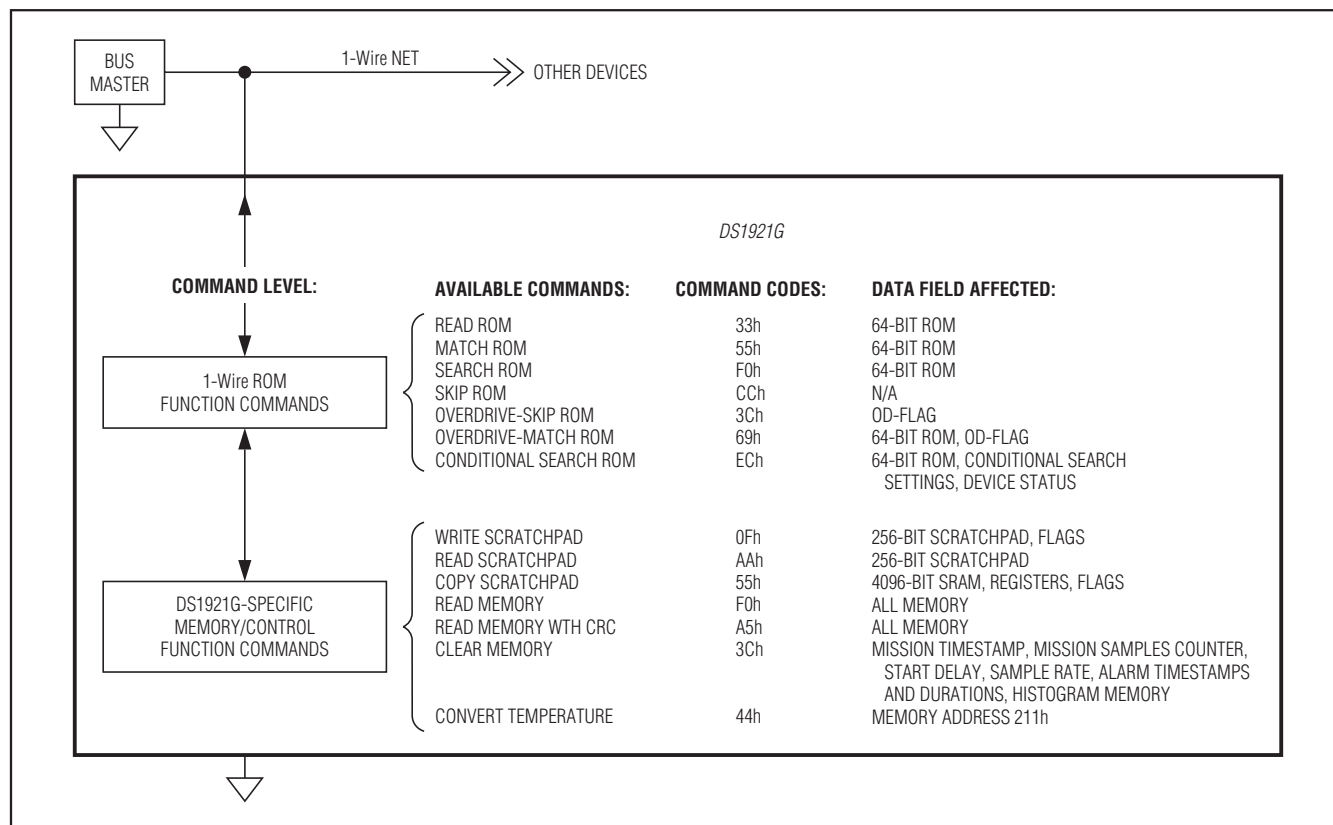 BUS
MASTER
1-Wire NET
OTHER DEVICES
DS1921G
COMMAND LEVEL: AVAILABLE COMMANDS: COMMAND CODES: DATA FIELD AFFECTED:
1-Wire ROM
FUNCTION COMMANDS
READ ROM 33h 64-BIT ROM
MATCH ROM 55h 64-BIT ROM
SEARCH ROM F0h 64-BIT ROM
SKIP ROM CCh N/A
OVERDRIVE-SKIP ROM 3Ch OD-FLAG
OVERDRIVE-MATCH ROM 69h 64-BIT ROM, OD-FLAG
CONDITIONAL SEARCH ROM ECh 64-BIT ROM, CONDITIONAL SEARCH
SETTINGS, DEVICE STATUS
DS1921G-SPECIFIC
MEMORY/CONTROL
FUNCTION COMMANDS
WRITE SCRATCHPAD 0Fh 256-BIT SCRATCHPAD, FLAGS
READ SCRATCHPAD AAh 256-BIT SCRATCHPAD
COPY SCRATCHPAD 55h 4096-BIT SRAM, REGISTERS, FLAGS
READ MEMORY F0h ALL MEMORY
READ MEMORY WTH CRC A5h ALL MEMORY
CLEAR MEMORY 3Ch MISSION TIMESTAMP, MISSION SAMPLES COUNTER,
START DELAY, SAMPLE RATE, ALARM TIMESTAMPS
AND DURATIONS, HISTOGRAM MEMORY
CONVERT TEMPERATURE 44h MEMORY ADDRESS 211h